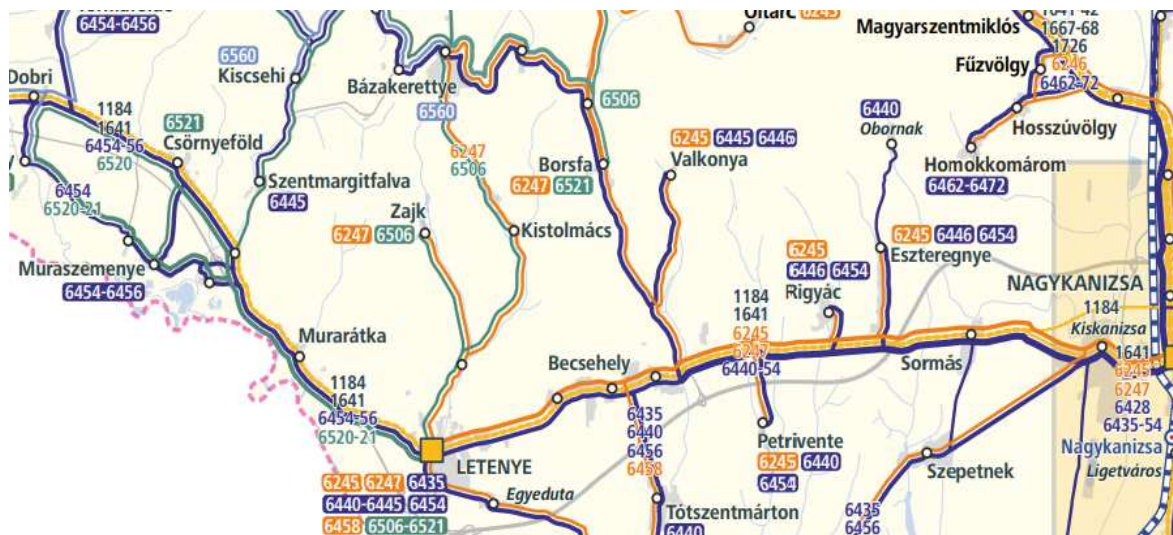 6454-6456
Dobri
1184
1641
6454-56
6520
6521
Csörnyeföld
6560
Kiscsehi
Szentmargitfalva
6445
6454
6520-21
Muraszemenye
6454-6456
Murarátka
1184
1641
6454-56
6520-21
Bázakerettye
6560
6247
6506
Zajk
6247 6506
Kistolmács
6506
Borsfa
6247 6521
6245 6445 6446
Valkonya
Oltárc 6245
Magyarszentmiklós
1641-42
1667-68
1726
6246
6462-72
Fűzvölgy
Hosszúvölgy
Homokkomárom
6462-6472
6440
Obornak
6245 6446 6454
Eszteregnye
6245
6446 6454
Rigyác
1184
1641
6245
6247
6440-54
Becsehely
Sormás
NAGYKANIZSA
1184
Kiskanizsa
1641
6245
6247
6428
6435-54
Nagykanizsa
Ligetváros
LETENYE
6245 6247 6435
6440-6445 6454
6458 6506-6521
Egyeduta
6435
6440
6456
6458
Tótszentmárton
6440
Petrivente
6245 6440
6454
Szepetnek
6435
6456